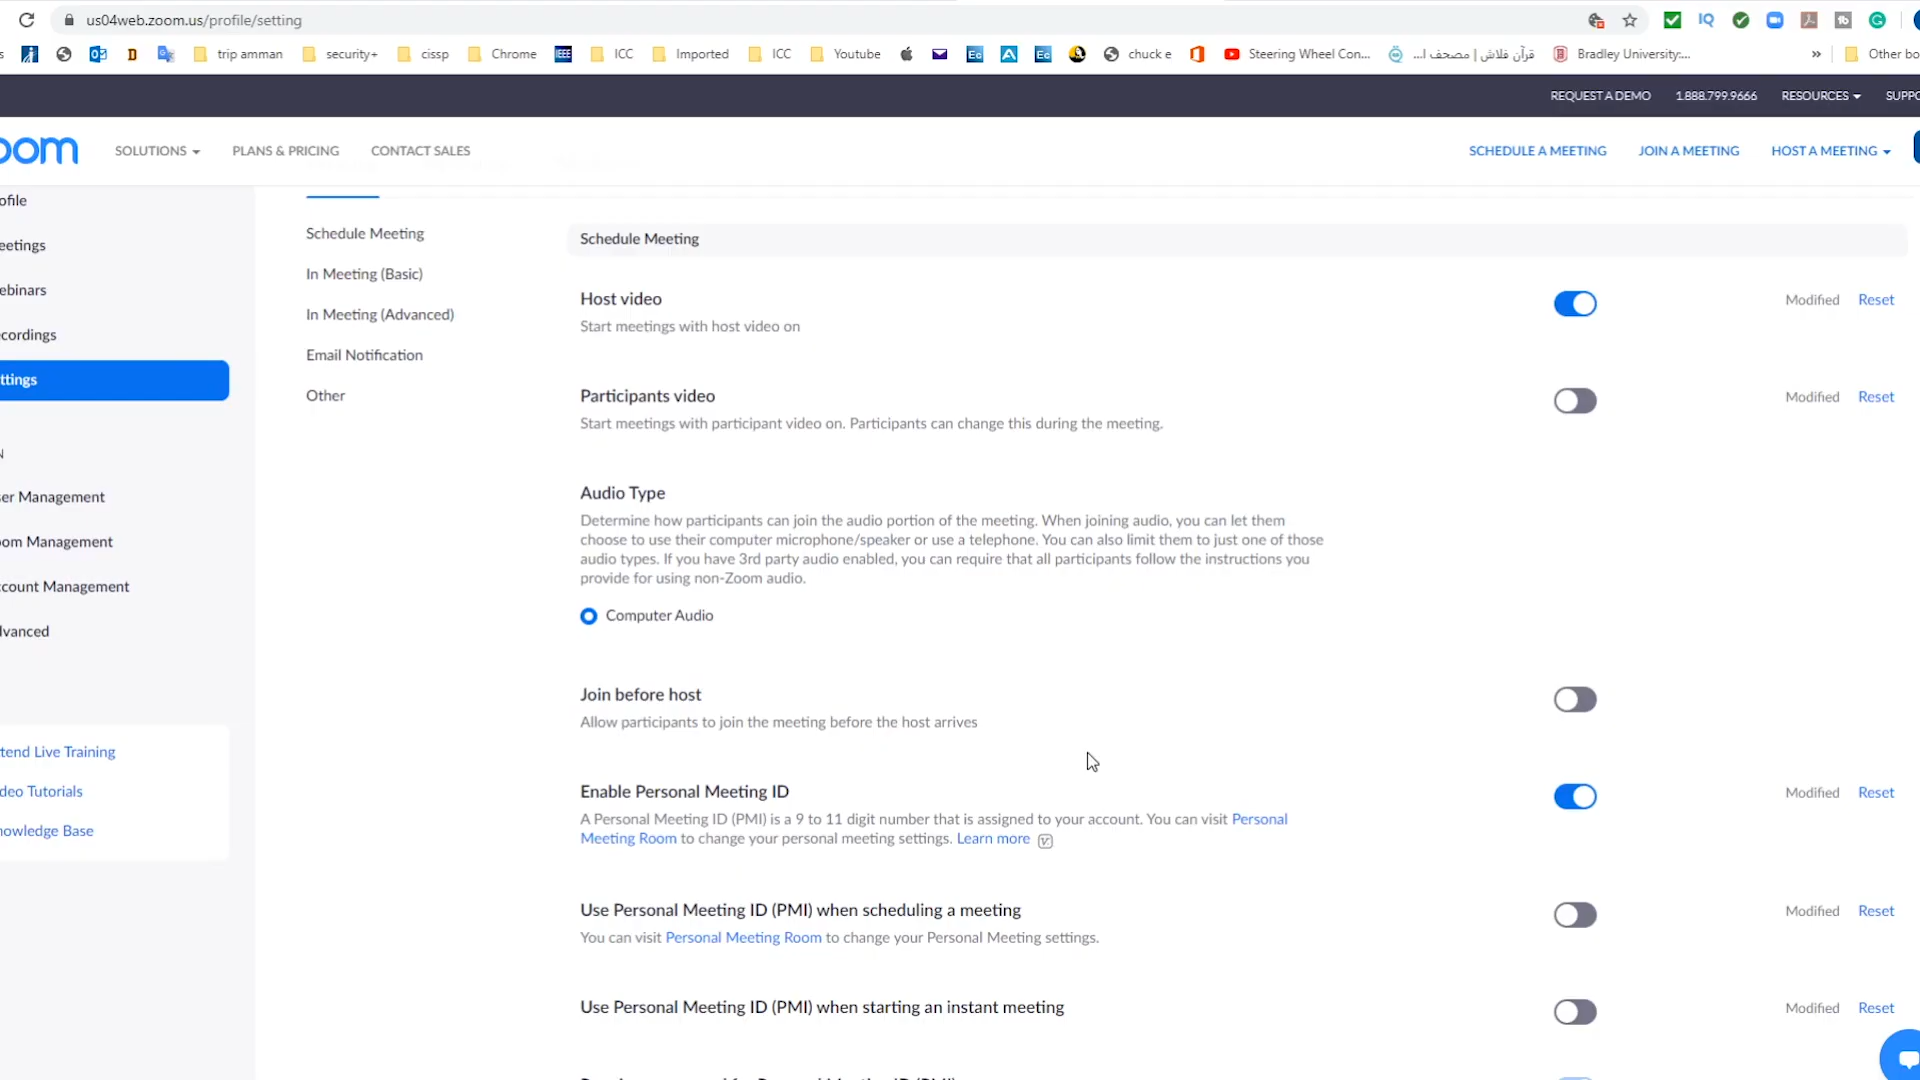 us04web.zoom.us/profile/setting
s
trip amman
security+
cissp
Chrome
IEEE
ICC
Imported
ICC
Youtube
Ec
Ec
chuck e
Steering Wheel Con...
قرآن فلاش | مصحف ا...
Bradley University:...
»
Other bo
REQUEST A DEMO
1.888.799.9666
RESOURCES
SUPPO
oom
SOLUTIONS
PLANS & PRICING
CONTACT SALES
SCHEDULE A MEETING
JOIN A MEETING
HOST A MEETING
ofile
eetings
ebinars
cordings
ttings
N
ser Management
oom Management
ccount Management
dvanced
tend Live Training
deo Tutorials
nowledge Base
Schedule Meeting
In Meeting (Basic)
In Meeting (Advanced)
Email Notification
Other
Schedule Meeting
Host video
Modified Reset
Start meetings with host video on
Participants video
Modified Reset
Start meetings with participant video on. Participants can change this during the meeting.
Audio Type
Determine how participants can join the audio portion of the meeting. When joining audio, you can let them
choose to use their computer microphone/speaker or use a telephone. You can also limit them to just one of those
audio types. If you have 3rd party audio enabled, you can require that all participants follow the instructions you
provide for using non-Zoom audio.
Computer Audio
Join before host
Allow participants to join the meeting before the host arrives
Enable Personal Meeting ID
Modified Reset
A Personal Meeting ID (PMI) is a 9 to 11 digit number that is assigned to your account. You can visit Personal
Meeting Room to change your personal meeting settings. Learn more
Use Personal Meeting ID (PMI) when scheduling a meeting
Modified Reset
You can visit Personal Meeting Room to change your Personal Meeting settings.
Use Personal Meeting ID (PMI) when starting an instant meeting
Modified Reset